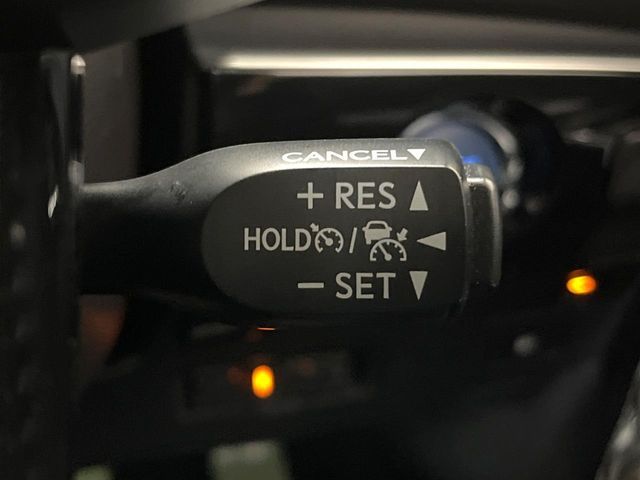 CANCEL▼
+ RES ▲
HOLD / ◀
− SET ▼